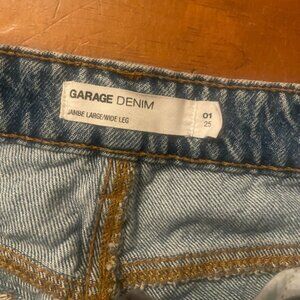 GARAGE DENIM
JAMBE LARGE/WIDE LEG
01
25